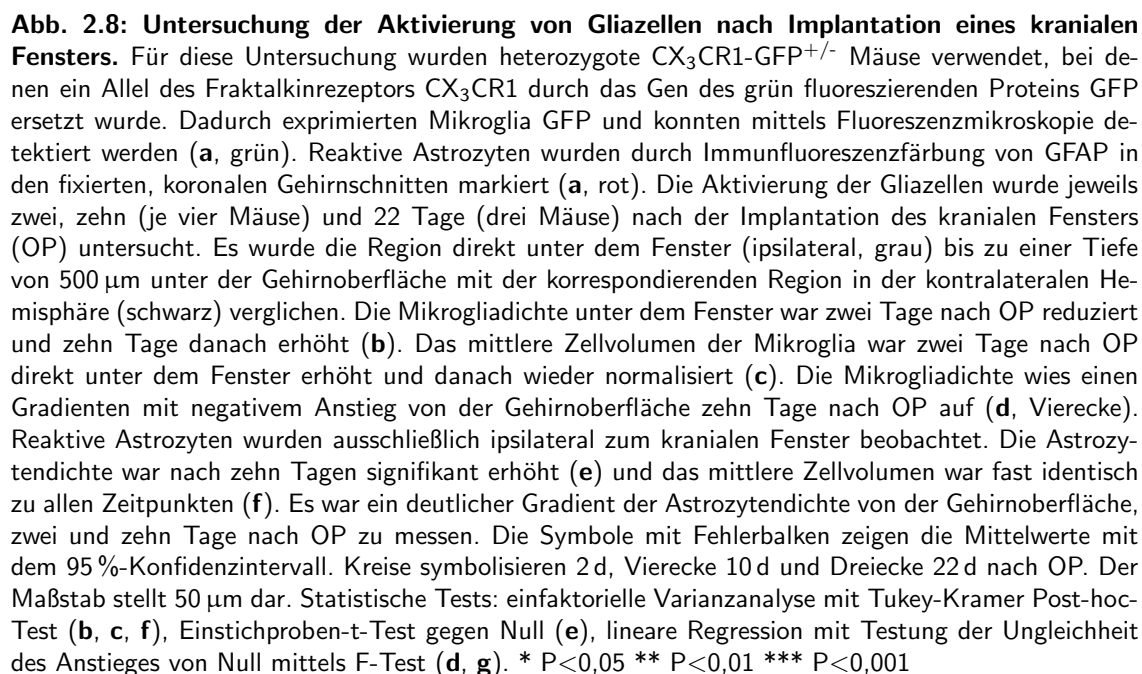 Abb. 2.8: Untersuchung der Aktivierung von Gliazellen nach Implantation eines kranialen
Fensters. Für diese Untersuchung wurden heterozygote CX₃CR1-GFP⁺/⁻ Mäuse verwendet, bei de-
nen ein Allel des Fraktalkinrezeptors CX₃CR1 durch das Gen des grün fluoreszierenden Proteins GFP
ersetzt wurde. Dadurch exprimierten Mikroglia GFP und konnten mittels Fluoreszenzmikroskopie de-
tektiert werden (a, grün). Reaktive Astrozyten wurden durch Immunfluoreszenzfärbung von GFAP in
den fixierten, koronalen Gehirnschnitten markiert (a, rot). Die Aktivierung der Gliazellen wurde jeweils
zwei, zehn (je vier Mäuse) und 22 Tage (drei Mäuse) nach der Implantation des kranialen Fensters
(OP) untersucht. Es wurde die Region direkt unter dem Fenster (ipsilateral, grau) bis zu einer Tiefe
von 500 µm unter der Gehirnoberfläche mit der korrespondierenden Region in der kontralateralen He-
misphäre (schwarz) verglichen. Die Mikrogliadichte unter dem Fenster war zwei Tage nach OP reduziert
und zehn Tage danach erhöht (b). Das mittlere Zellvolumen der Mikroglia war zwei Tage nach OP
direkt unter dem Fenster erhöht und danach wieder normalisiert (c). Die Mikrogliadichte wies einen
Gradienten mit negativem Anstieg von der Gehirnoberfläche zehn Tage nach OP auf (d, Vierecke).
Reaktive Astrozyten wurden ausschließlich ipsilateral zum kranialen Fenster beobachtet. Die Astrozy-
tendichte war nach zehn Tagen signifikant erhöht (e) und das mittlere Zellvolumen war fast identisch
zu allen Zeitpunkten (f). Es war ein deutlicher Gradient der Astrozytendichte von der Gehirnoberfläche,
zwei und zehn Tage nach OP zu messen. Die Symbole mit Fehlerbalken zeigen die Mittelwerte mit
dem 95 %-Konfidenzintervall. Kreise symbolisieren 2 d, Vierecke 10 d und Dreiecke 22 d nach OP. Der
Maßstab stellt 50 µm dar. Statistische Tests: einfaktorielle Varianzanalyse mit Tukey-Kramer Post-hoc-
Test (b, c, f), Einstichproben-t-Test gegen Null (e), lineare Regression mit Testung der Ungleichheit
des Anstieges von Null mittels F-Test (d, g). * P<0,05 ** P<0,01 *** P<0,001